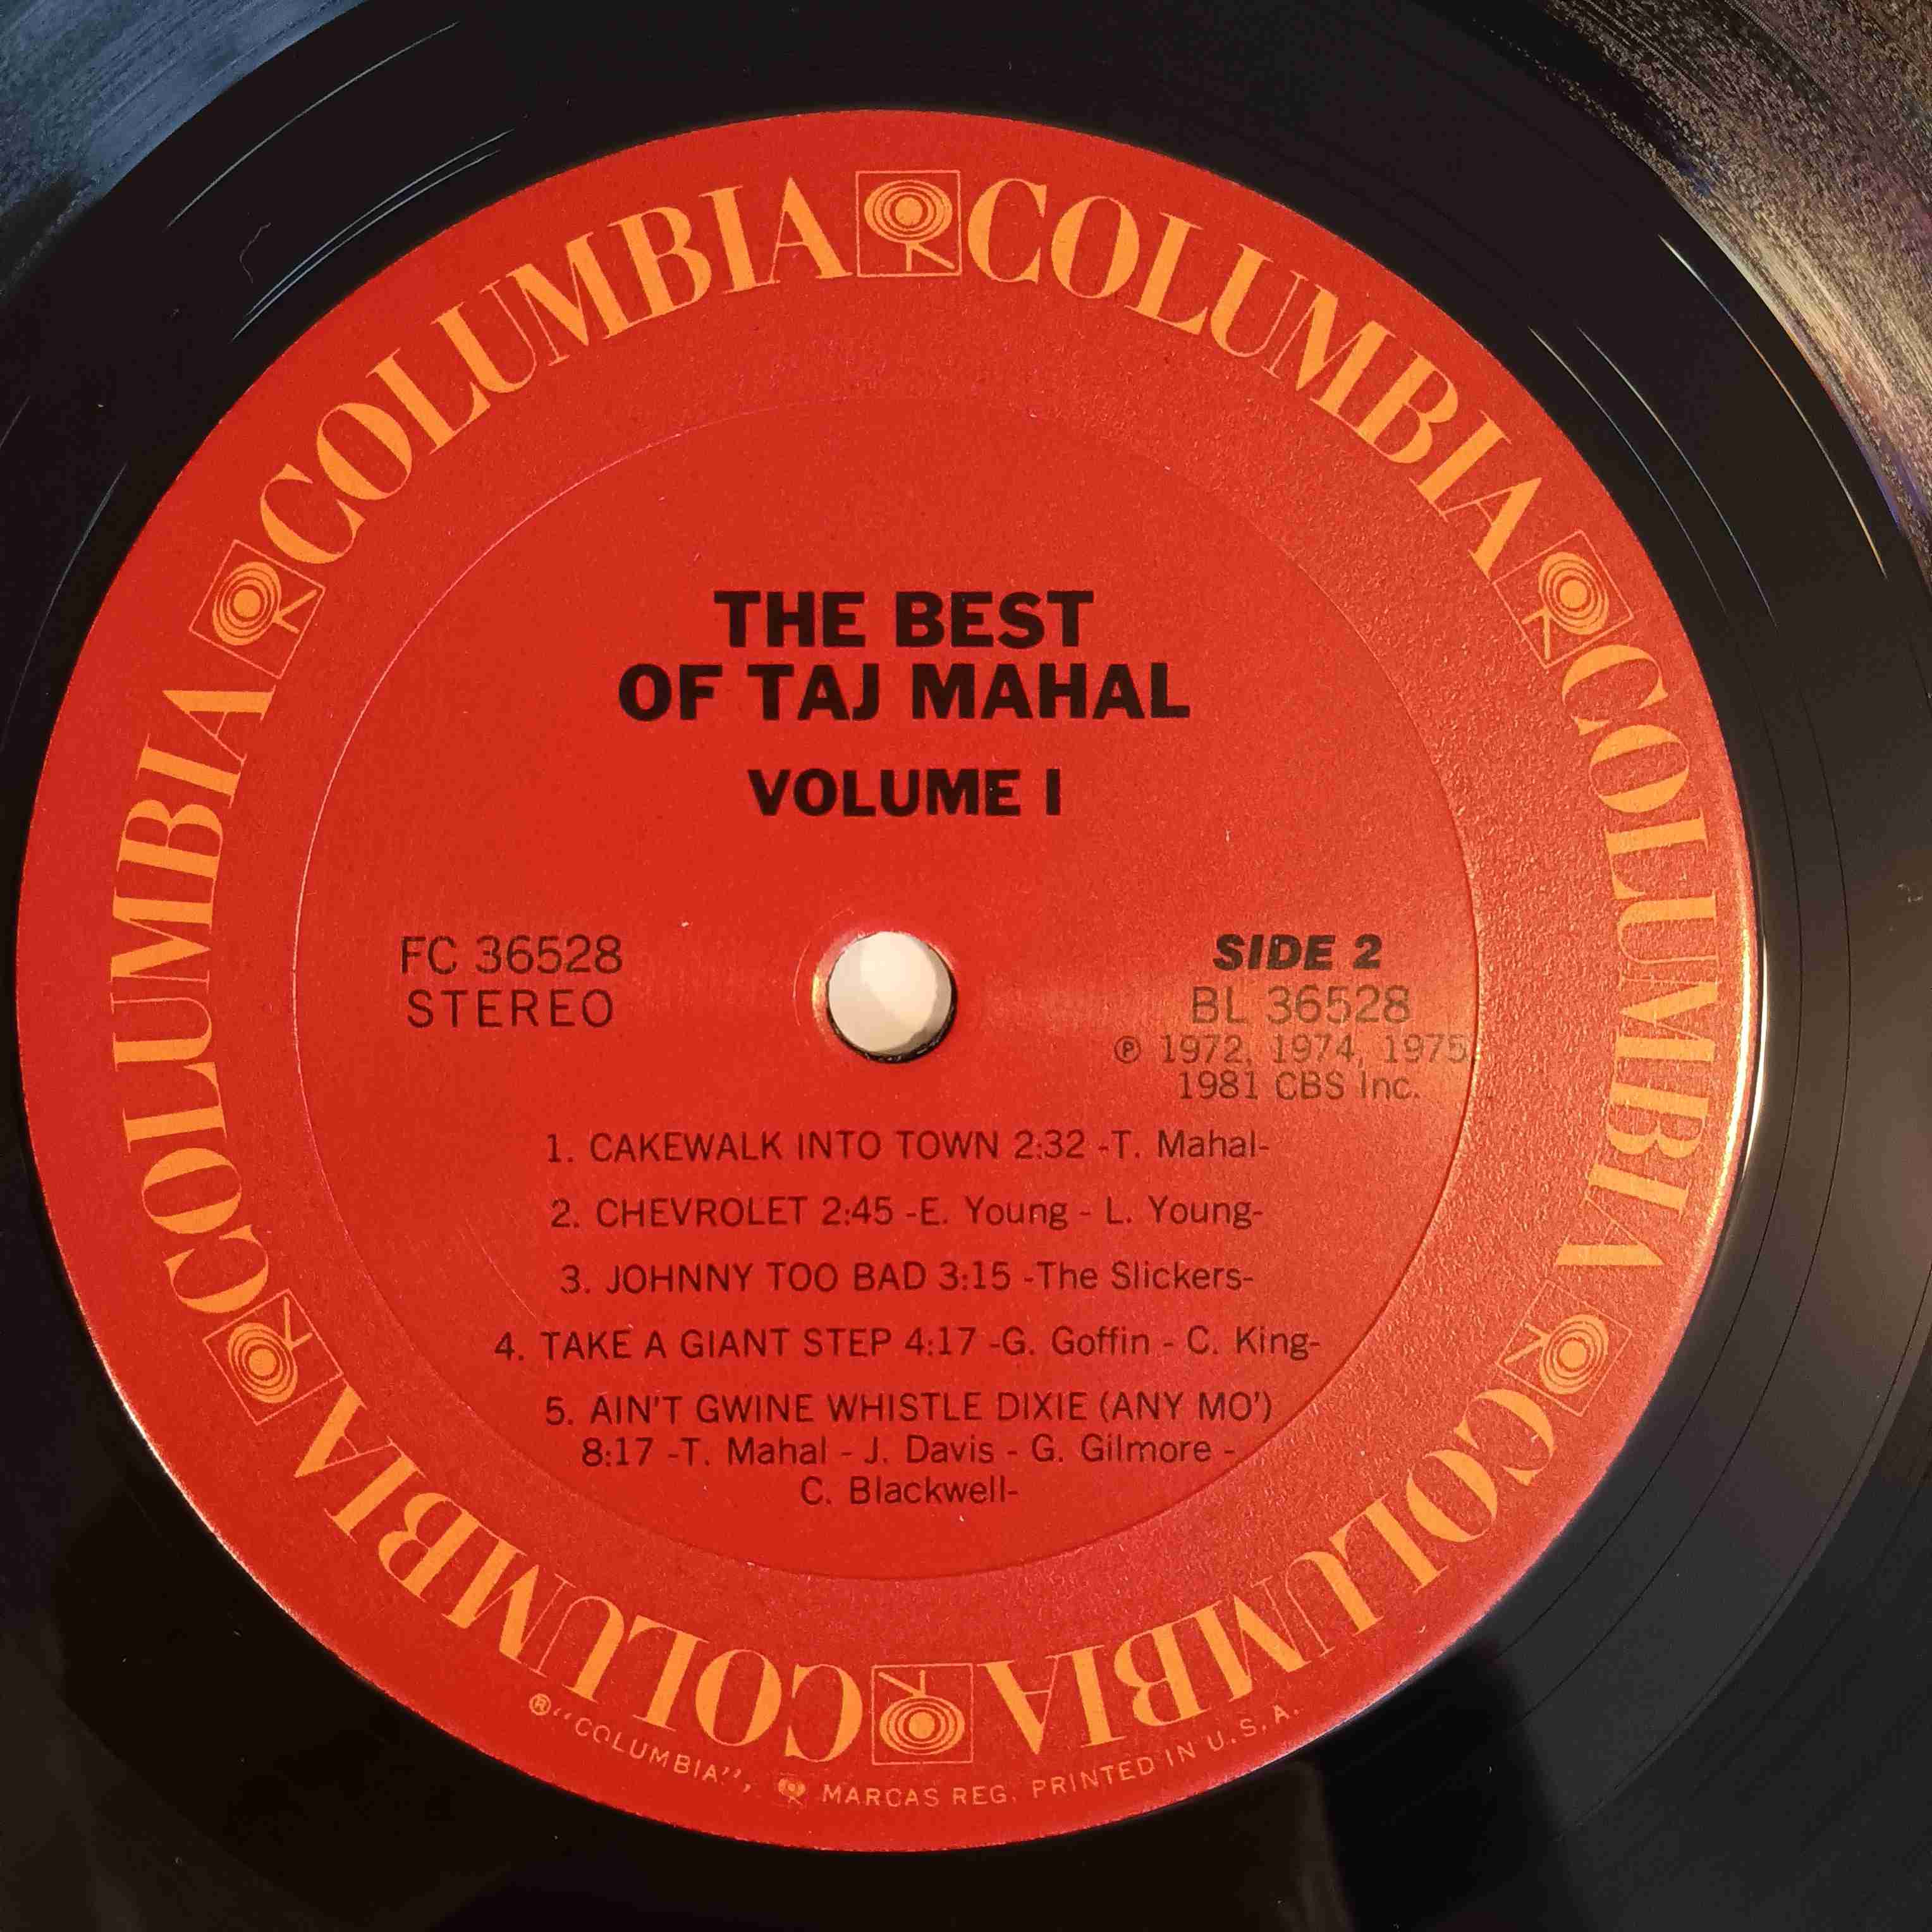 COLUMBIA COLUMBIA COLUMBIA COLUMBIA COLUMBIA COLUMBIA
THE BEST
OF TAJ MAHAL
VOLUME I
FC 36528
STEREO
SIDE 2
BL 36528
℗ 1972, 1974, 1975,
1981 CBS Inc.
1. CAKEWALK INTO TOWN 2:32 -T. Mahal-
2. CHEVROLET 2:45 -E. Young - L. Young-
3. JOHNNY TOO BAD 3:15 -The Slickers-
4. TAKE A GIANT STEP 4:17 -G. Goffin - C. King-
5. AIN'T GWINE WHISTLE DIXIE (ANY MO')
8:17 -T. Mahal - J. Davis - G. Gilmore -
C. Blackwell-
®"COLUMBIA", MARCAS REG. PRINTED IN U.S.A.